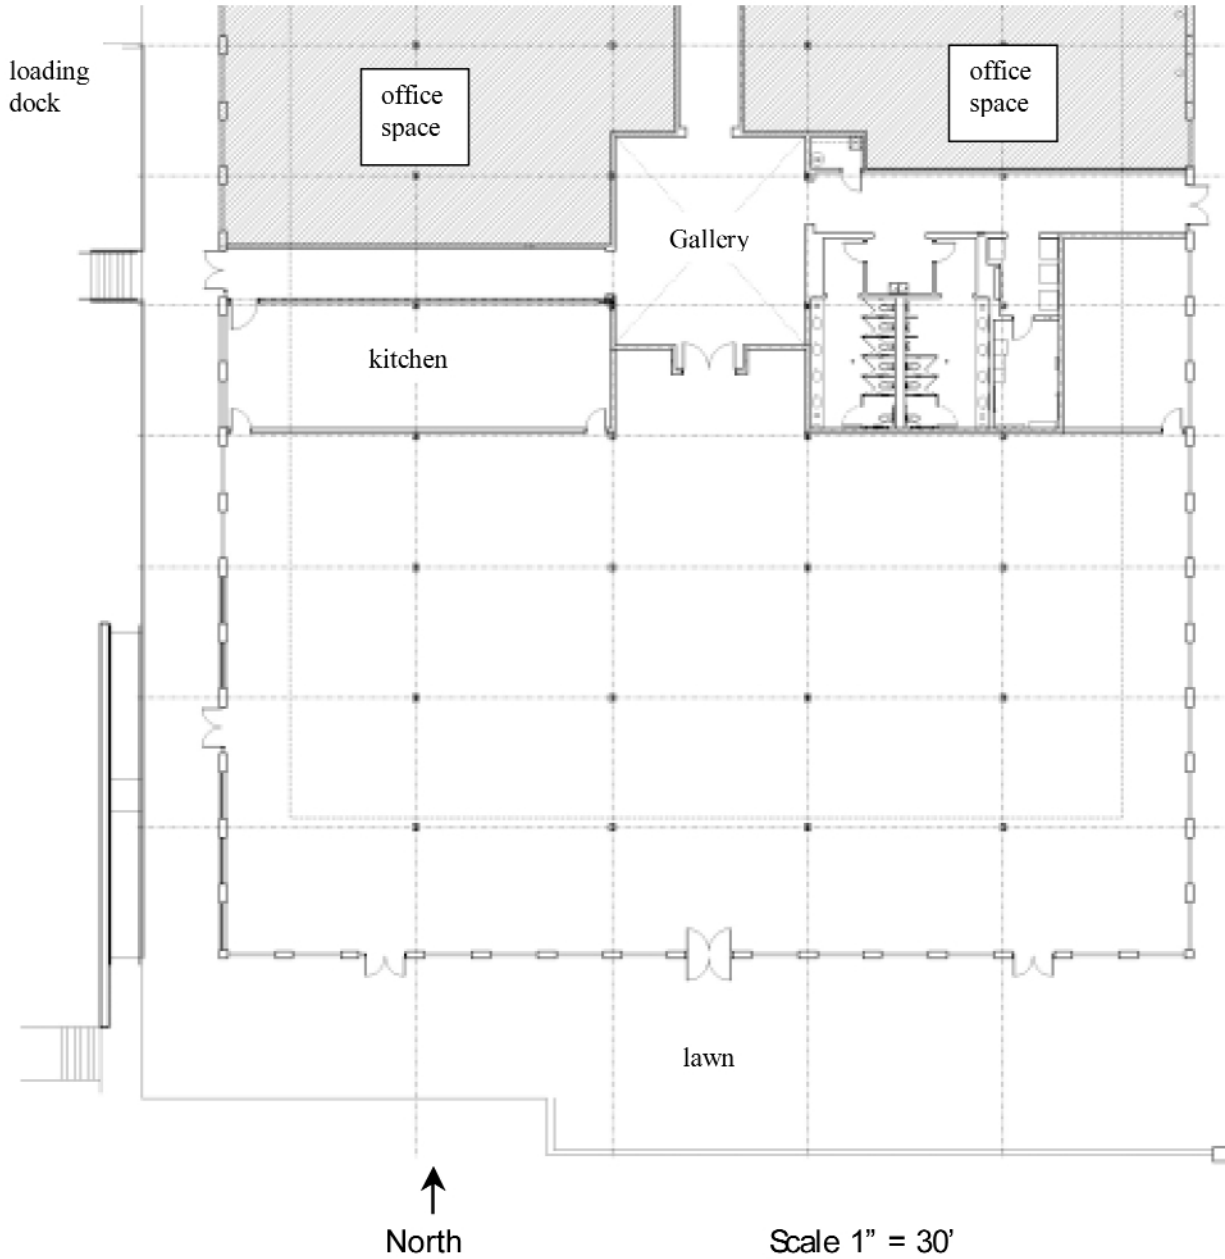 loading
dock
office
space
office
space
Gallery
kitchen
lawn
North
Scale 1” = 30’